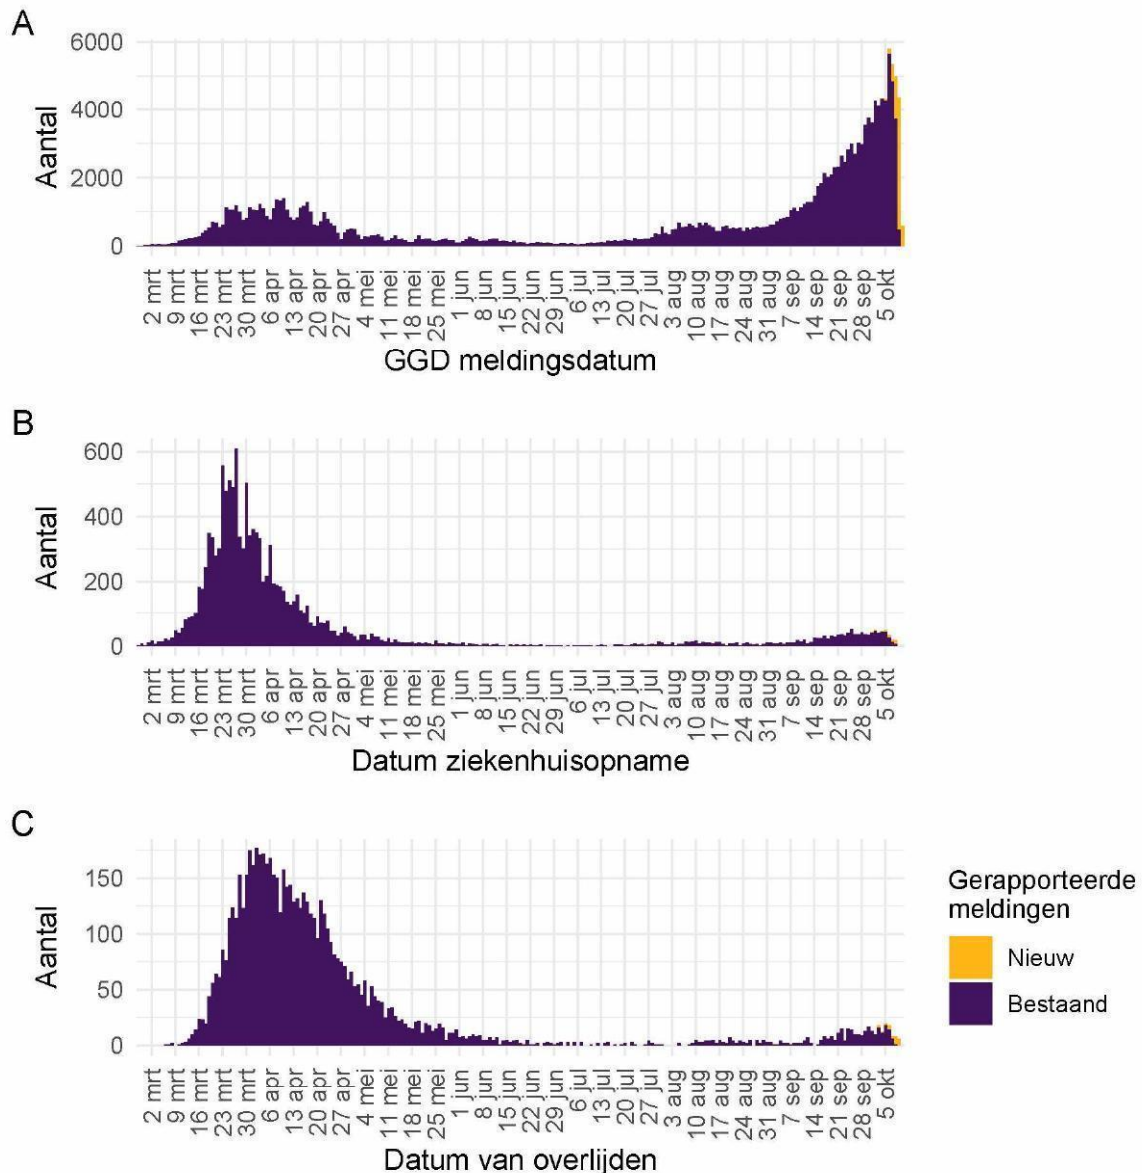 A
6000
4000
2000
0
Aantal
2 mrt
9 mrt
16 mrt
23 mrt
30 mrt
6 apr
13 apr
20 apr
27 apr
4 mei
11 mei
18 mei
25 mei
1 jun
8 jun
15 jun
22 jun
29 jun
6 jul
13 jul
20 jul
27 jul
3 aug
10 aug
17 aug
24 aug
31 aug
7 sep
14 sep
21 sep
28 sep
5 okt
GGD meldingsdatum
B
600
400
200
0
Aantal
2 mrt
9 mrt
16 mrt
23 mrt
30 mrt
6 apr
13 apr
20 apr
27 apr
4 mei
11 mei
18 mei
25 mei
1 jun
8 jun
15 jun
22 jun
29 jun
6 jul
13 jul
20 jul
27 jul
3 aug
10 aug
17 aug
24 aug
31 aug
7 sep
14 sep
21 sep
28 sep
5 okt
Datum ziekenhuisopname
C
150
100
50
0
Aantal
2 mrt
9 mrt
16 mrt
23 mrt
30 mrt
6 apr
13 apr
20 apr
27 apr
4 mei
11 mei
18 mei
25 mei
1 jun
8 jun
15 jun
22 jun
29 jun
6 jul
13 jul
20 jul
27 jul
3 aug
10 aug
17 aug
24 aug
31 aug
7 sep
14 sep
21 sep
28 sep
5 okt
Datum van overlijden
Gerapporteerde
meldingen
Nieuw
Bestaand